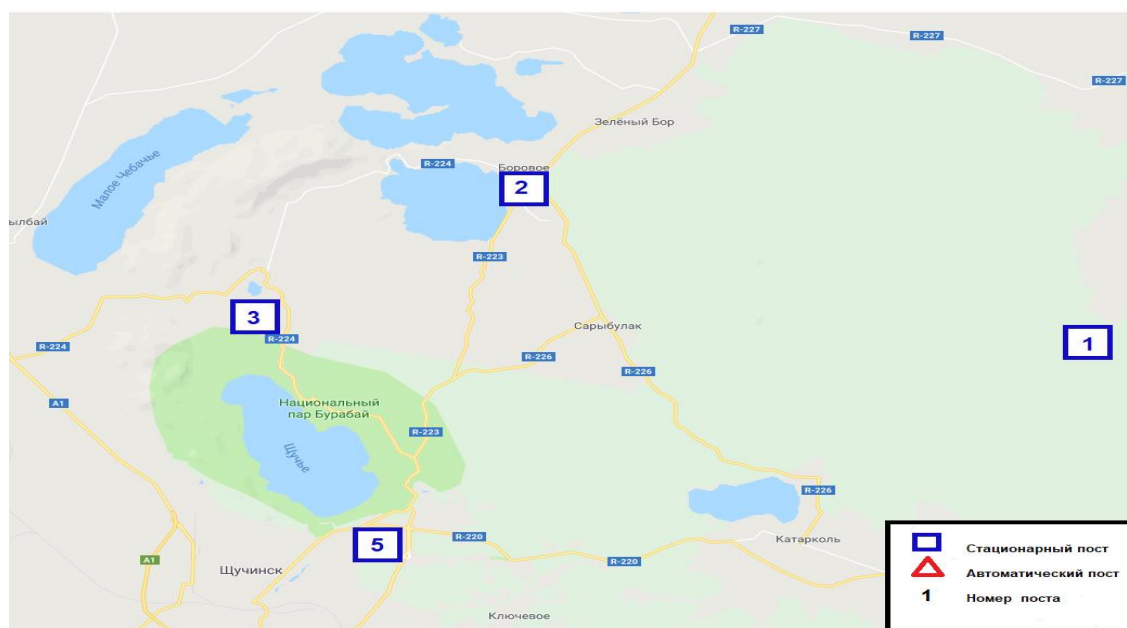 R-227
R-227
R-227
Зелёный Бор
R-224
Боровое
2
Малое Чебачье
ылбай
R-223
3
Сарыбулак
R-224
R-224
1
R-226
R-226
A1
Национальный
пар Бурабай
R-223
Щучье
R-226
5
R-220
Катарколь
A1
R-220
Щучинск
Ключевое
Стационарный пост
Автоматический пост
1 Номер поста